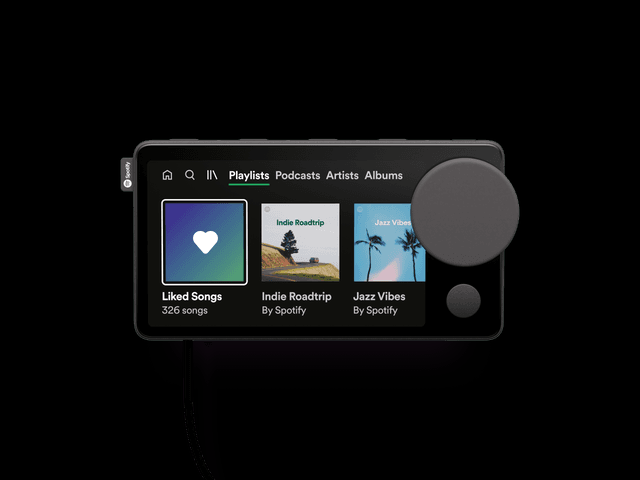 Spotify
Playlists Podcasts Artists Albums
Indie Roadtrip
Jazz Vibes
Liked Songs
326 songs
Indie Roadtrip
By Spotify
Jazz Vibes
By Spotify